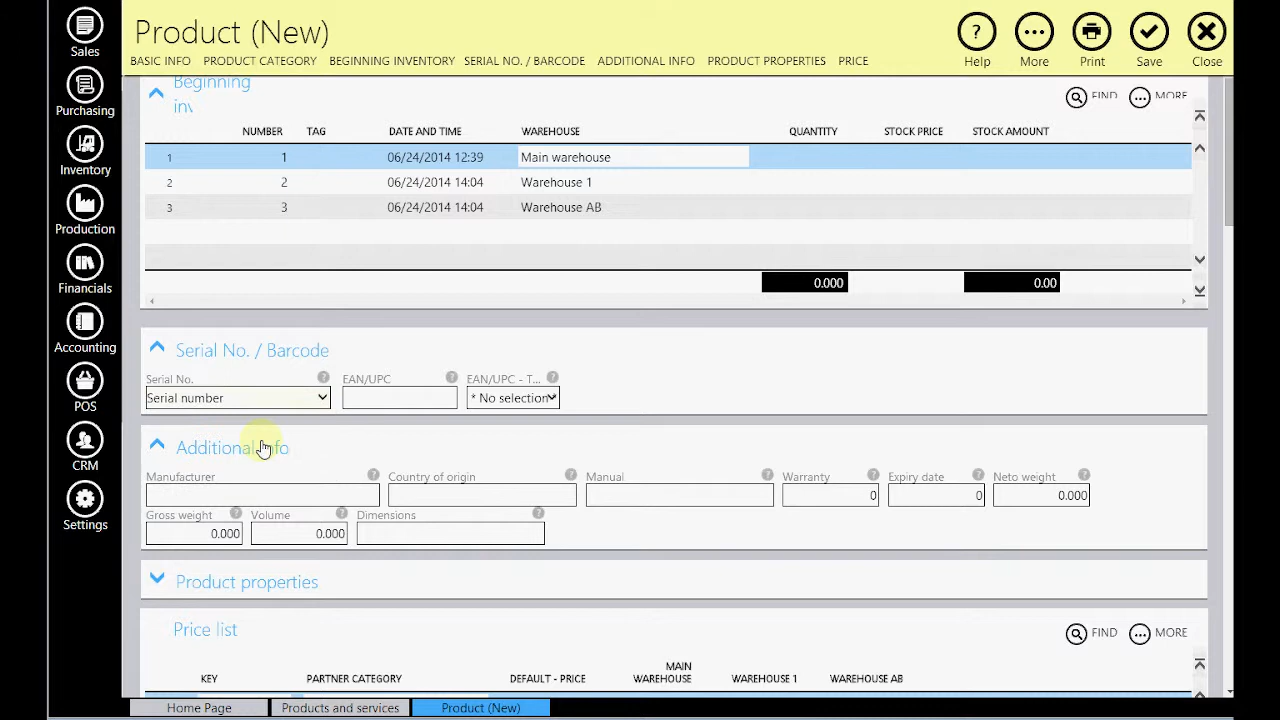 Product (New)
BASIC INFO PRODUCT CATEGORY BEGINNING INVENTORY SERIAL NO. / BARCODE ADDITIONAL INFO PRODUCT PROPERTIES PRICE
? Help
More
Print
Save
Close
Sales
Purchasing
Inventory
Production
Financials
Accounting
POS
CRM
Settings
Beginning
inv
FIND MORE
NUMBER TAG DATE AND TIME WAREHOUSE QUANTITY STOCK PRICE STOCK AMOUNT
1 1 06/24/2014 12:39 Main warehouse
2 2 06/24/2014 14:04 Warehouse 1
3 3 06/24/2014 14:04 Warehouse AB
0.000 0.00
Serial No. / Barcode
Serial No. ? EAN/UPC ? EAN/UPC - T... ?
Serial number * No selection *
Additional info
Manufacturer ? Country of origin ? Manual ? Warranty ? Expiry date ? Neto weight ?
0 0 0.000
Gross weight ? Volume ? Dimensions ?
0.000 0.000
Product properties
Price list
FIND MORE
KEY PARTNER CATEGORY DEFAULT - PRICE MAIN WAREHOUSE WAREHOUSE 1 WAREHOUSE AB
Home Page Products and services Product (New)